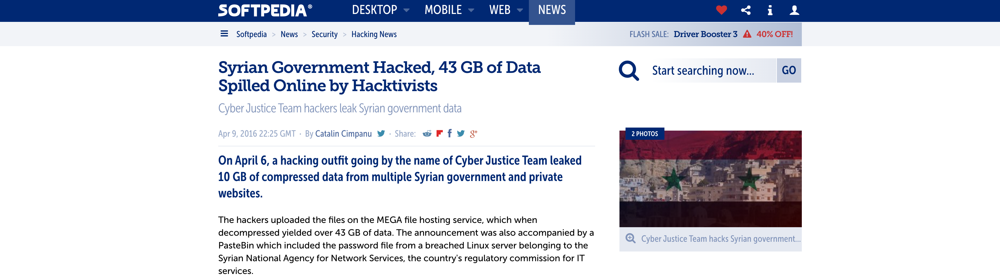 SOFTPEDIA®
DESKTOP
MOBILE
WEB
NEWS
Softpedia > News > Security > Hacking News
FLASH SALE: Driver Booster 3 40% OFF!
Syrian Government Hacked, 43 GB of Data
Spilled Online by Hacktivists
Cyber Justice Team hackers leak Syrian government data
Apr 9, 2016 22:25 GMT · By Catalin Cimpanu · Share:
On April 6, a hacking outfit going by the name of Cyber Justice Team leaked
10 GB of compressed data from multiple Syrian government and private
websites.
The hackers uploaded the files on the MEGA file hosting service, which when
decompressed yielded over 43 GB of data. The announcement was also accompanied by a
PasteBin which included the password file from a breached Linux server belonging to the
Syrian National Agency for Network Services, the country's regulatory commission for IT
services.
Start searching now...
GO
2 PHOTOS
Cyber Justice Team hacks Syrian government...